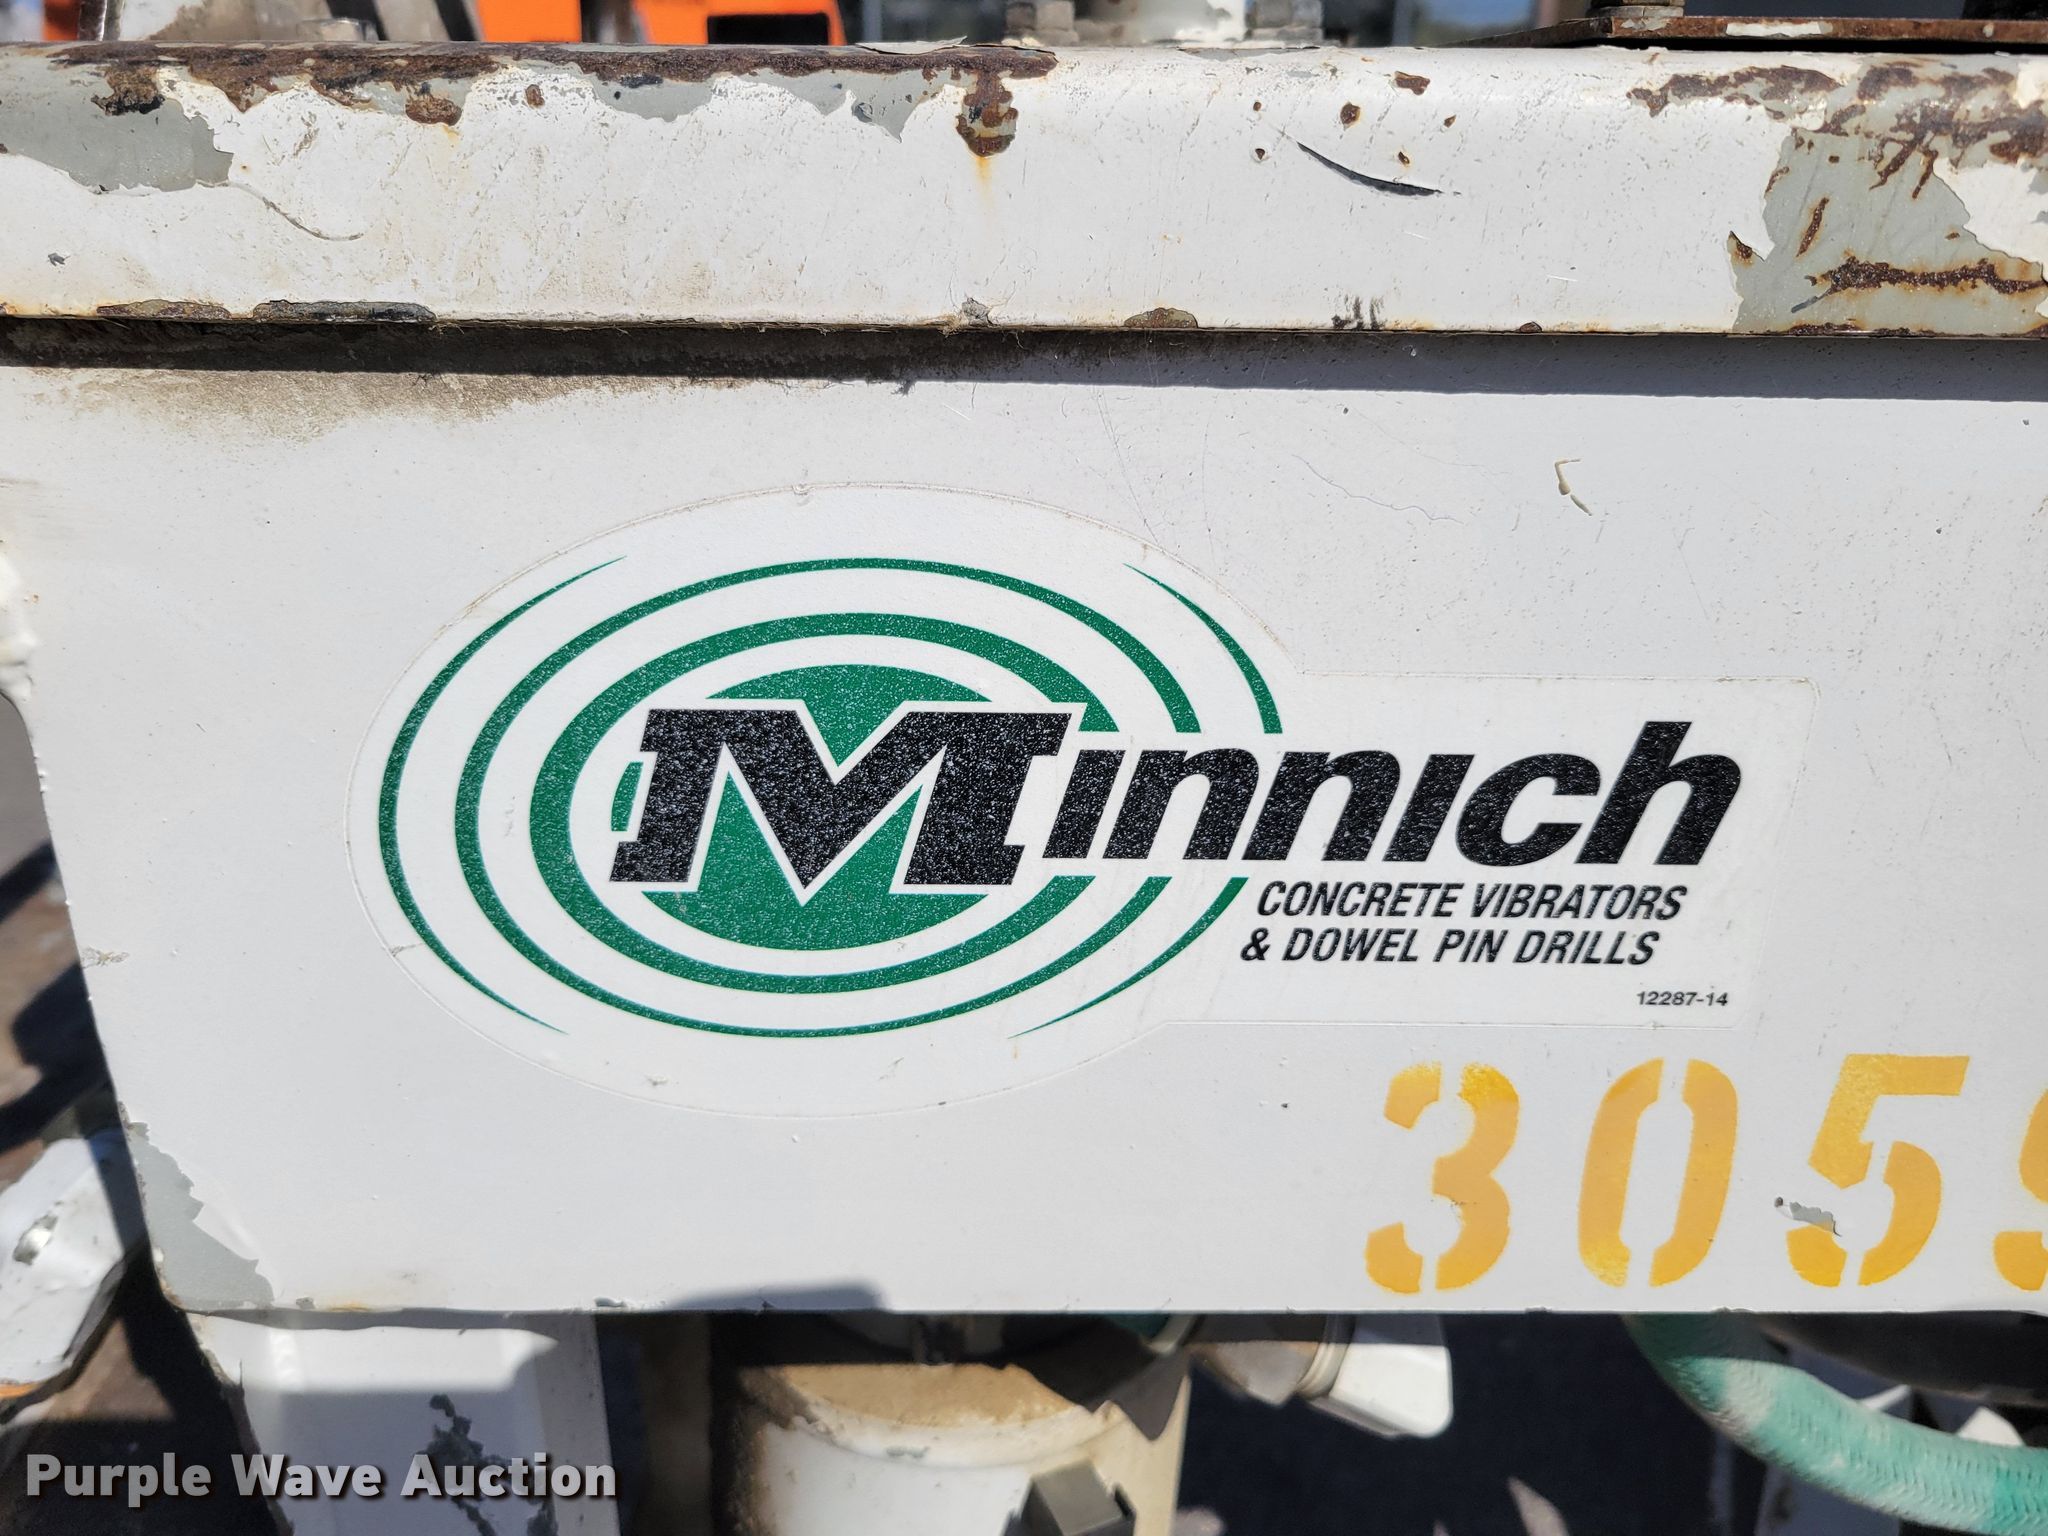 Minnich
CONCRETE VIBRATORS
& DOWEL PIN DRILLS
12287-14
305
Purple Wave Auction